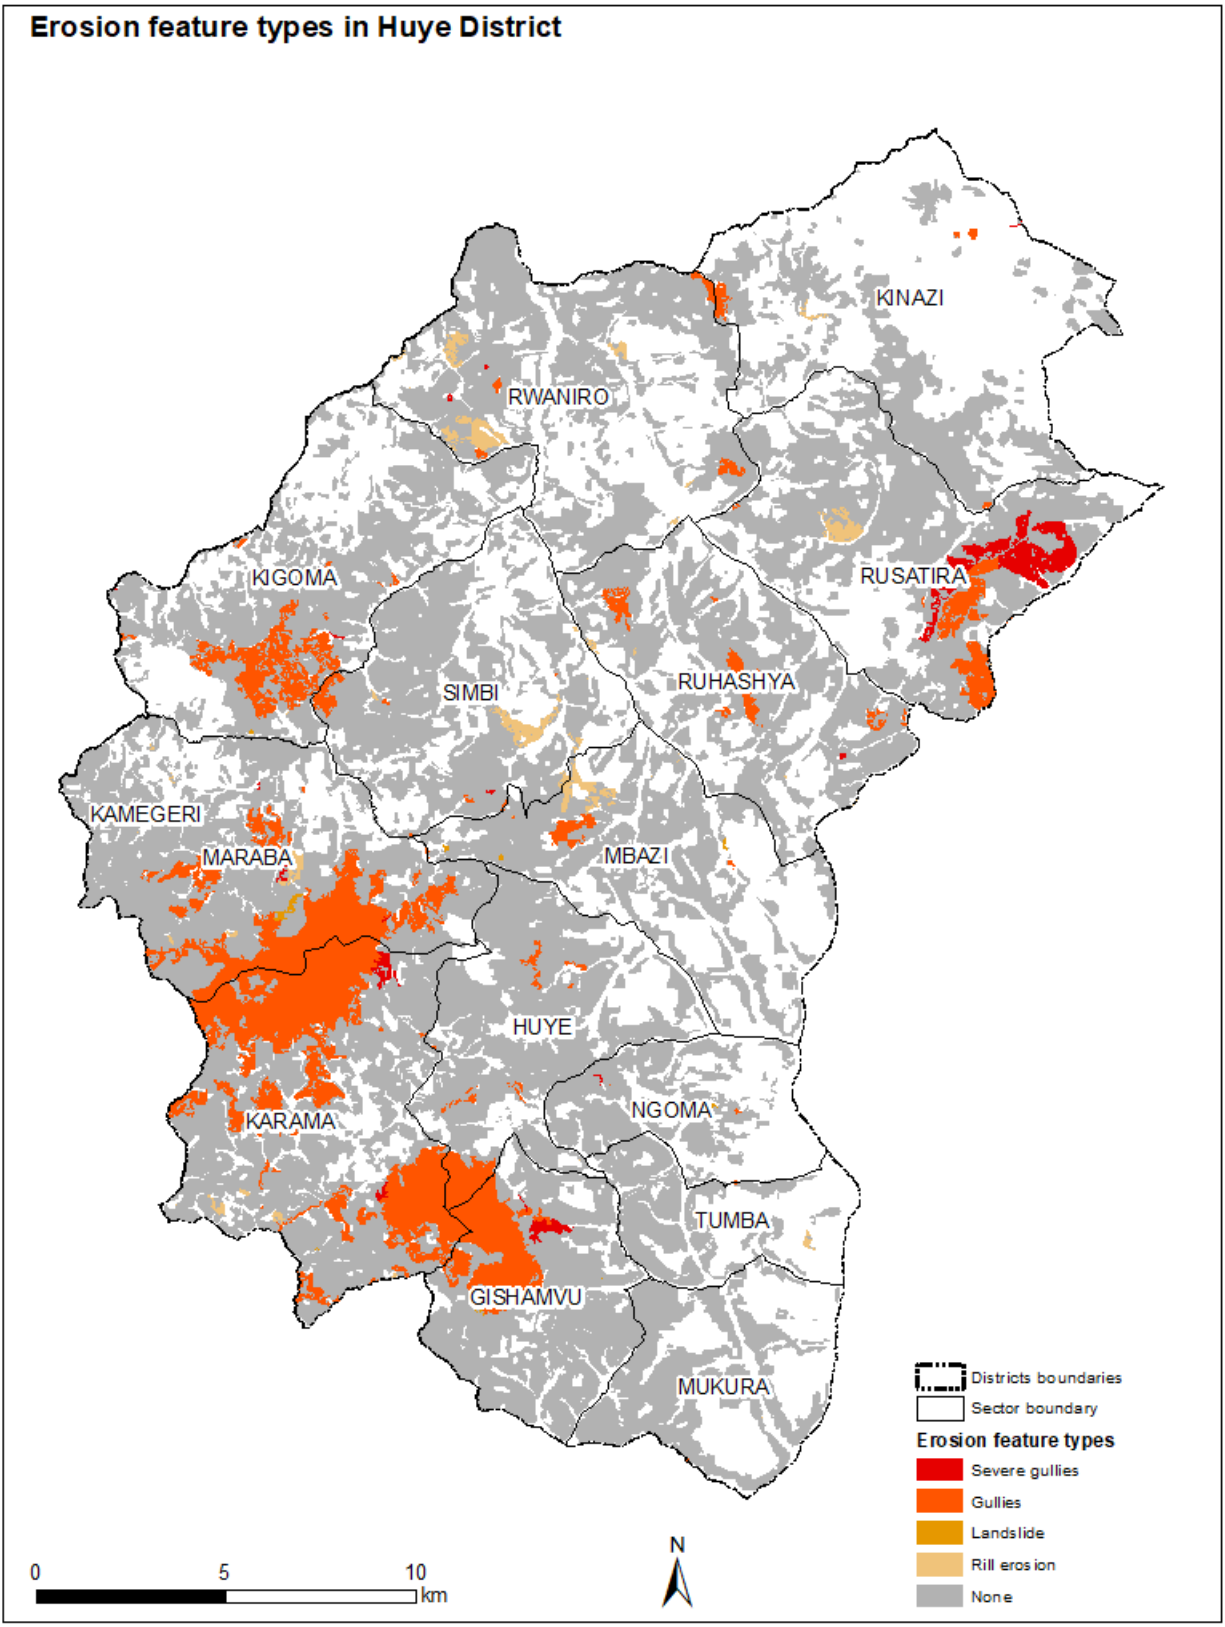 Erosion feature types in Huye District
KINAZI
RWANIRO
KIGOMA
RUSATIRA
SIMBI
RUHASHYA
KAMEGERI
MARABA
MBAZI
HUYE
NGOMA
KARAMA
TUMBA
GISHAMVU
MUKURA
Districts boundaries
Sector boundary
Erosion feature types
Severe gullies
Gullies
Landslide
Rill erosion
None
N
0 5 10
km